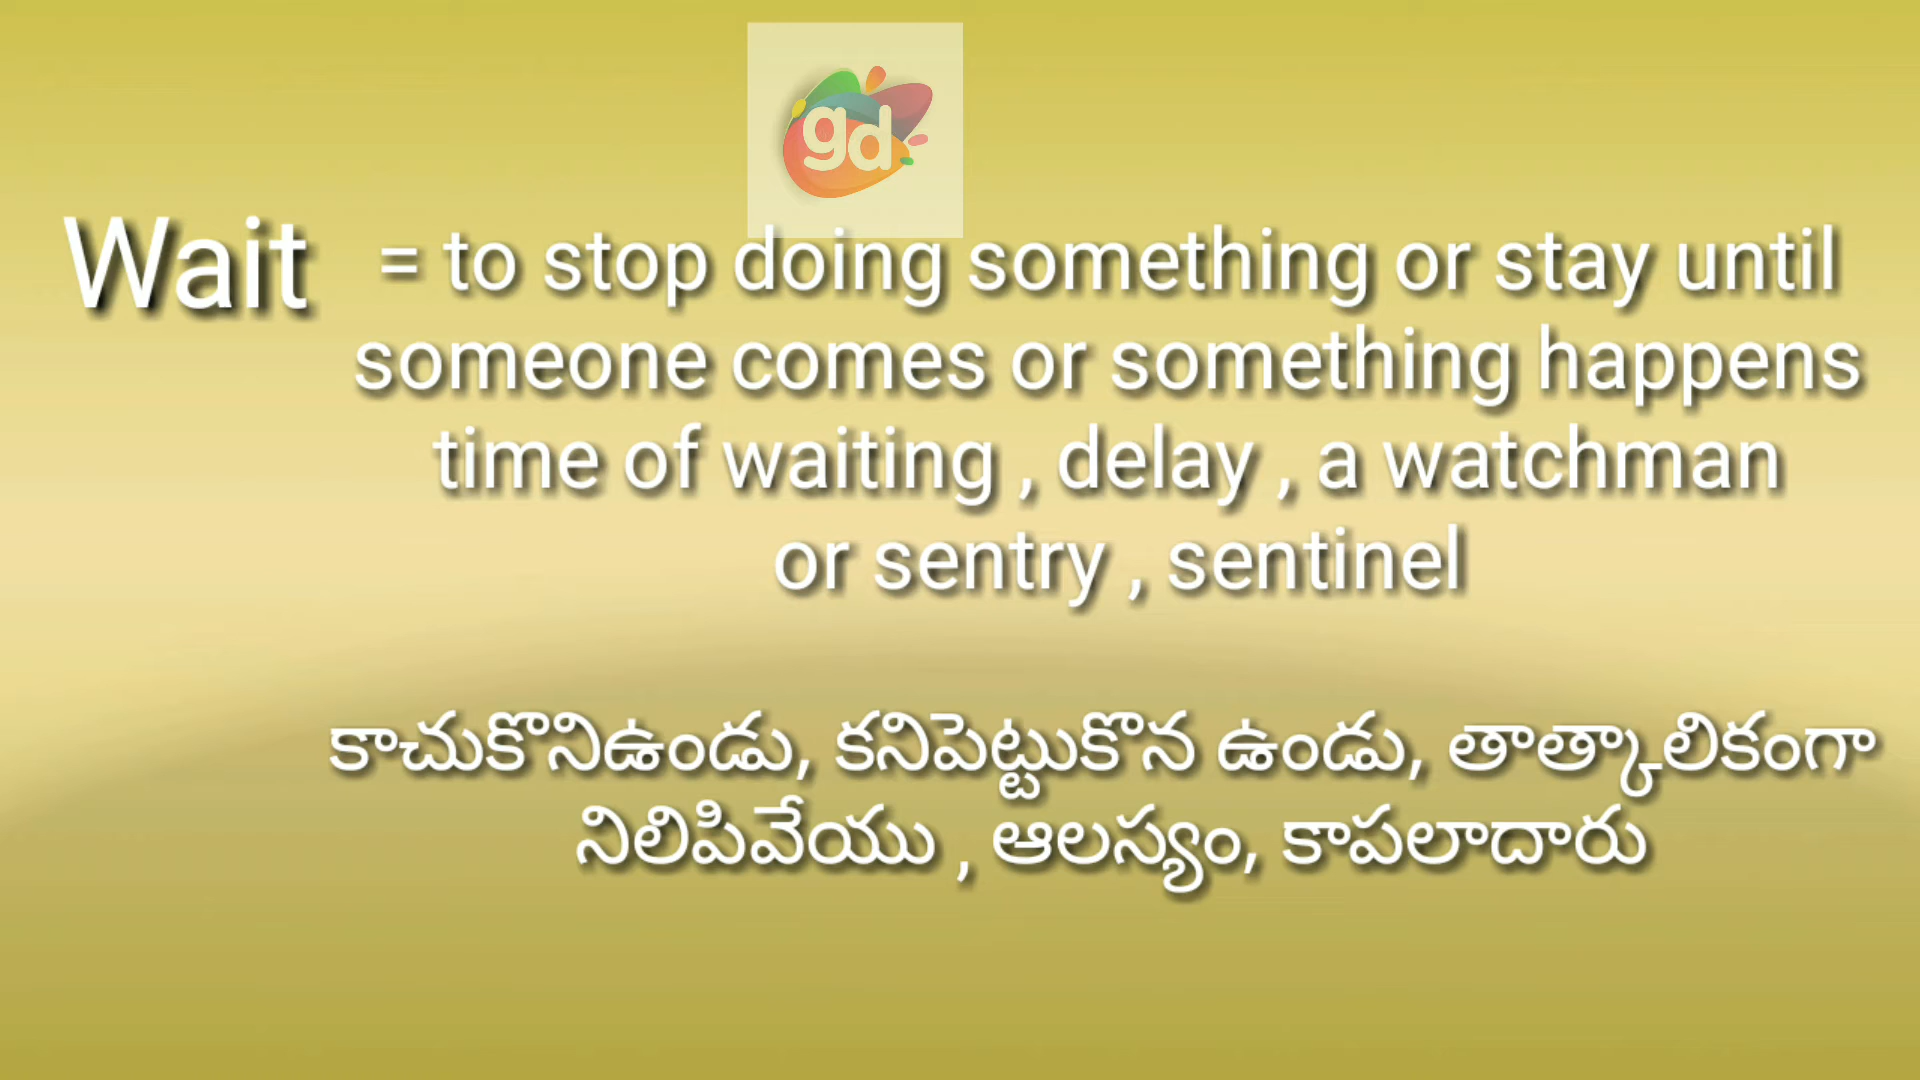 gd
Wait = to stop doing something or stay until
someone comes or something happens
time of waiting , delay , a watchman
or sentry , sentinel
కాచుకొనిఉండు, కనిపెట్టుకొన ఉండు, తాత్కాలికంగా
నిలిపివేయు , ఆలస్యం, కాపలాదారు